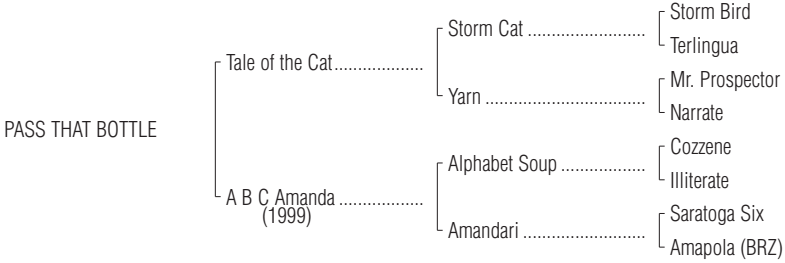 Storm Bird
Storm Cat ........................
Terlingua
Tale of the Cat..................
Mr. Prospector
Yarn .................................
Narrate
PASS THAT BOTTLE
Cozzene
Alphabet Soup .................
Illiterate
A B C Amanda .................
(1999)
Saratoga Six
Amandari .........................
Amapola (BRZ)